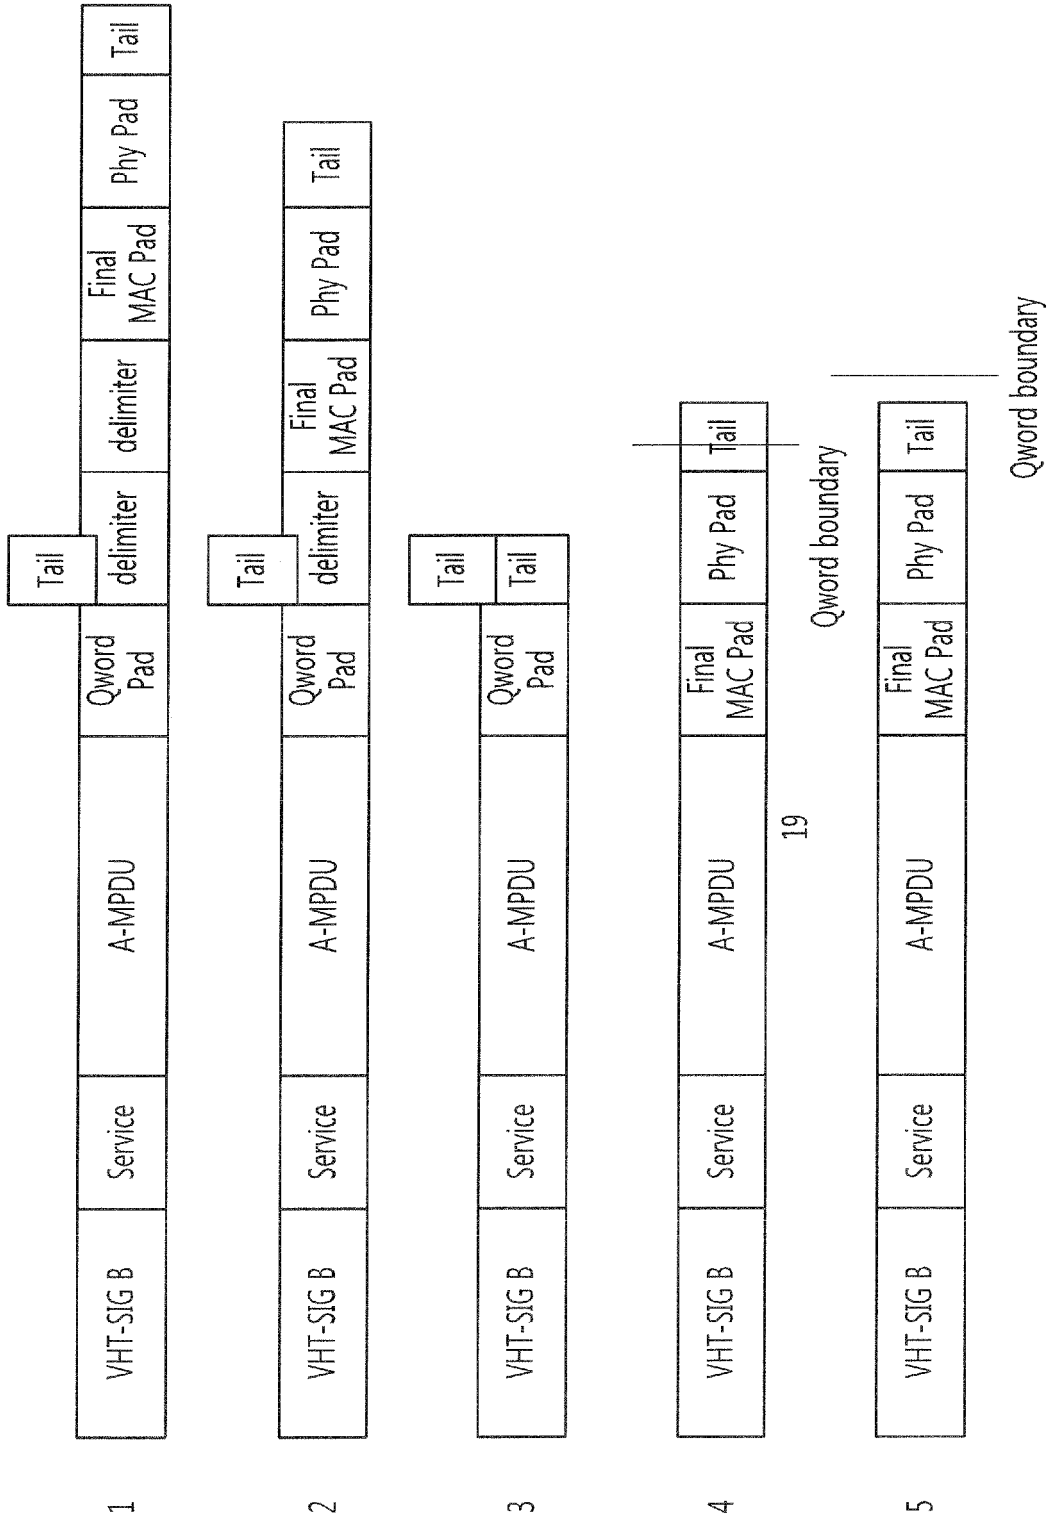 1
VHT-SIG B
Service
A-MPDU
Qword
Pad
Tail
delimiter
delimiter
Final
MAC Pad
Phy Pad
Tail
2
VHT-SIG B
Service
A-MPDU
Qword
Pad
Tail
delimiter
Final
MAC Pad
Phy Pad
Tail
3
VHT-SIG B
Service
A-MPDU
Qword
Pad
Tail
Tail
4
VHT-SIG B
Service
A-MPDU
Final
MAC Pad
Phy Pad
Tail
19
Qword boundary
5
VHT-SIG B
Service
A-MPDU
Final
MAC Pad
Phy Pad
Tail
Qword boundary